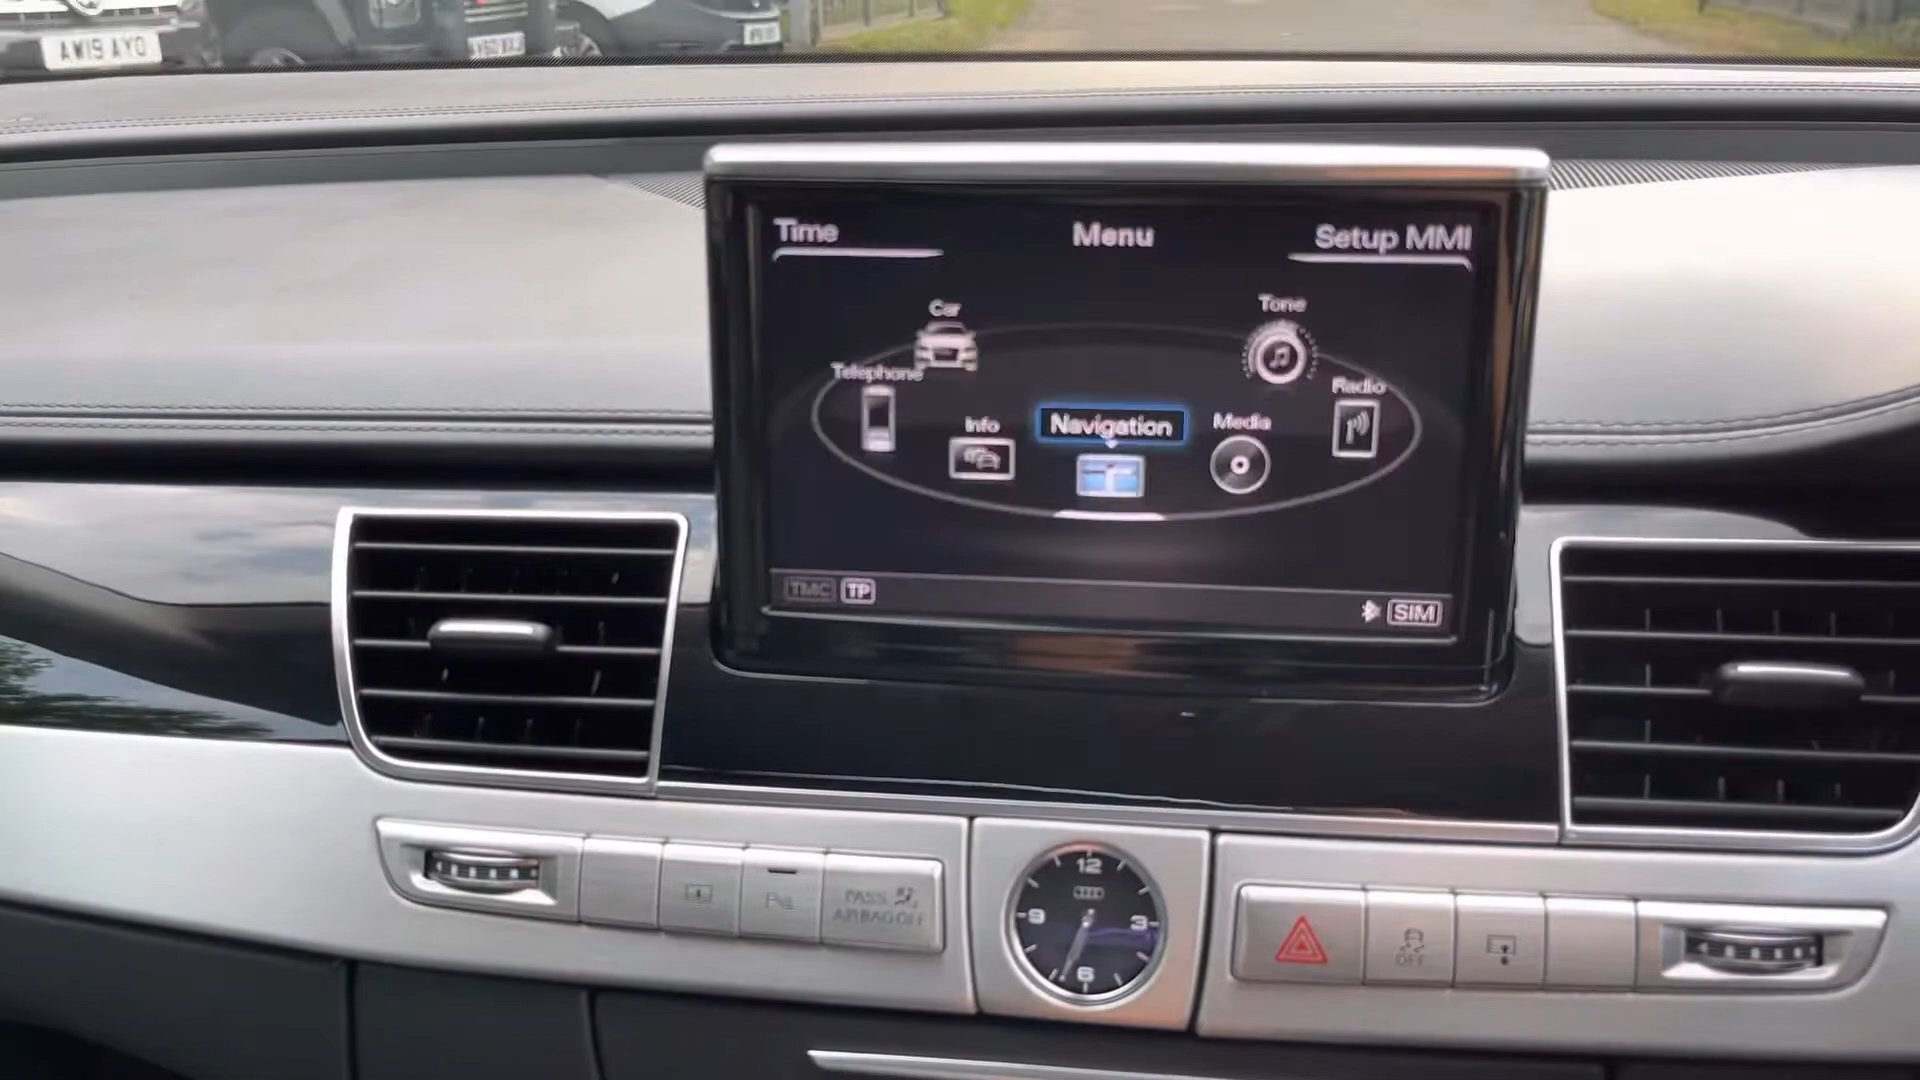 AW19 AYO
Time
Menu
Setup MMI
Car
Tone
Telephone
Radio
Info
Navigation
Media
TMC
TP
SIM
PASS
AIRBAG OFF
12
9
3
6
OFF